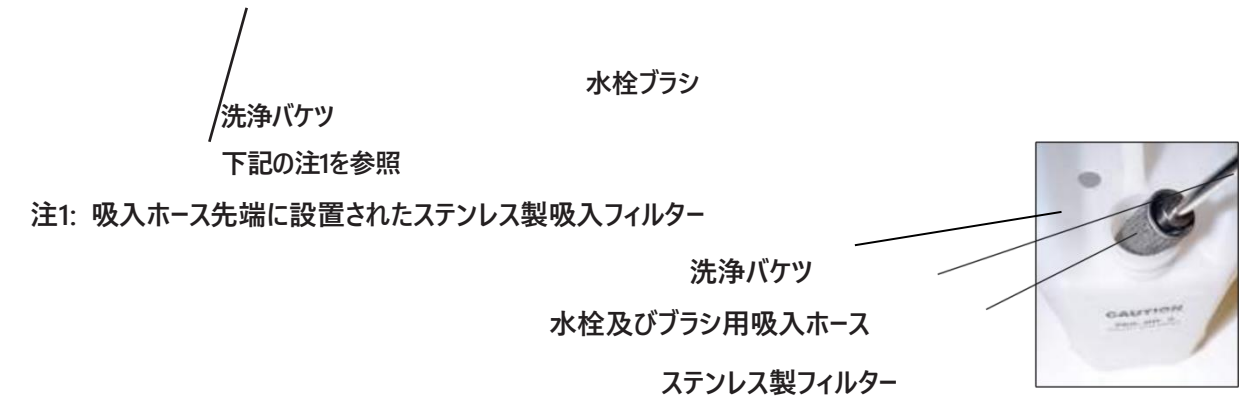 水栓ブラシ
洗浄バケツ
下記の注1を参照
注1: 吸入ホース先端に設置されたステンレス製吸入フィルター
洗浄バケツ
水栓及びブラシ用吸入ホース
ステンレス製フィルター
CAUTION